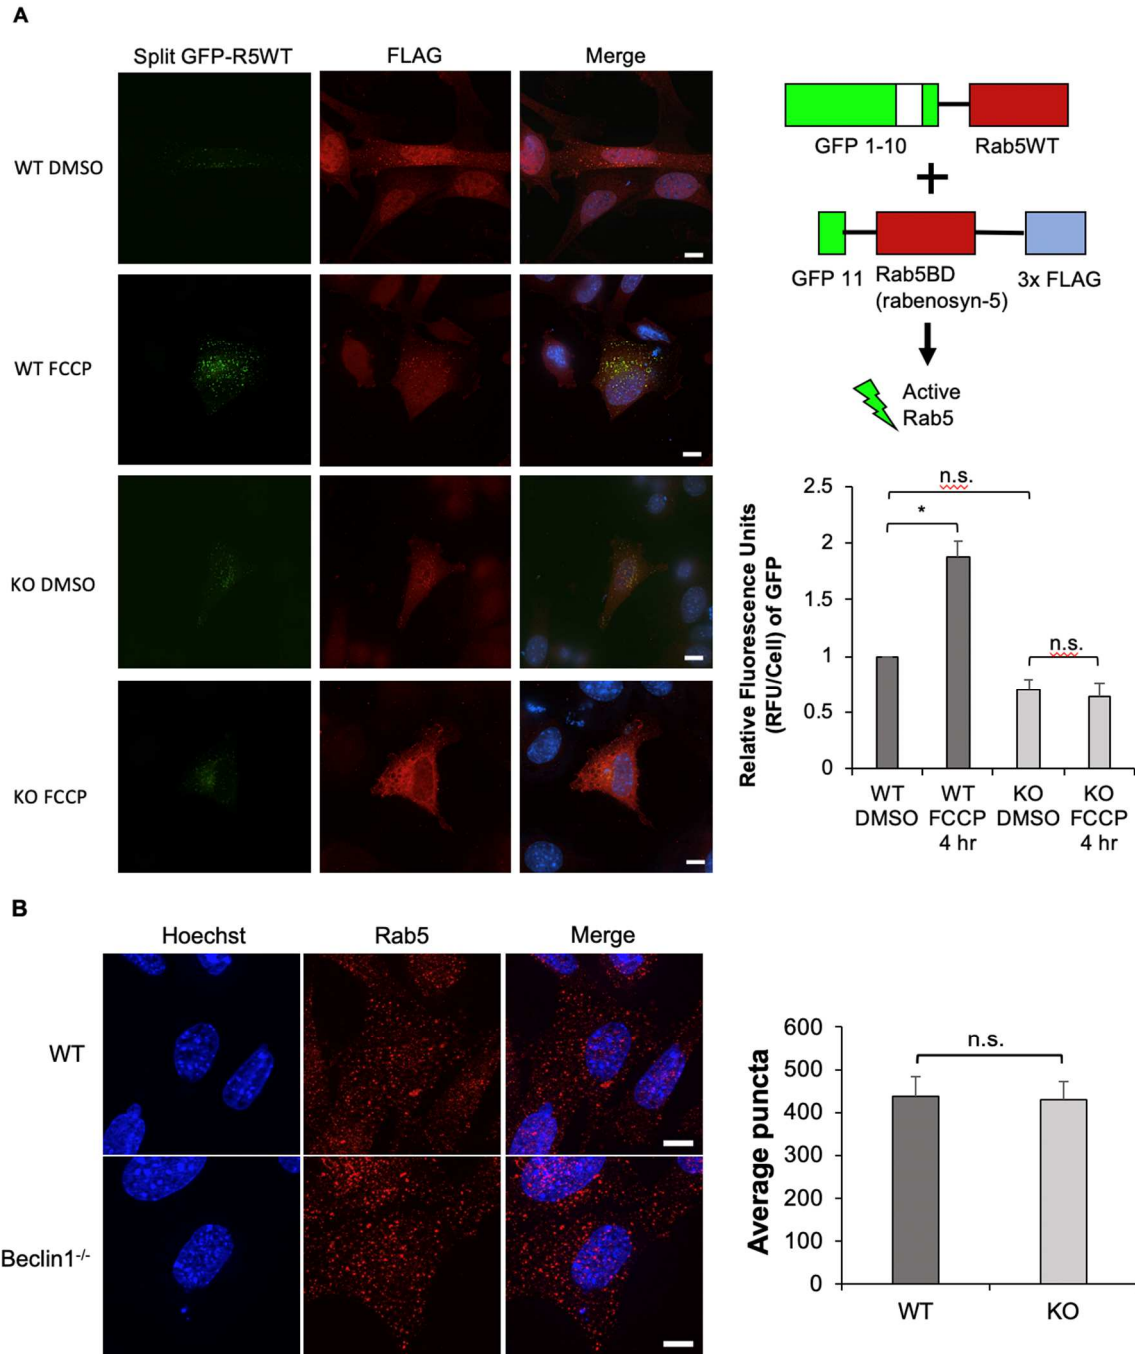 A
Split GFP-R5WT
FLAG
Merge
WT DMSO
WT FCCP
KO DMSO
KO FCCP
GFP 1-10
Rab5WT
+
GFP 11
Rab5BD
(rabenosyn-5)
3x FLAG
Active
Rab5
Relative Fluorescence Units
(RFU/Cell) of GFP
2.5
2
1.5
1
0.5
0
n.s.
*
n.s.
WT
DMSO
WT
FCCP
4 hr
KO
DMSO
KO
FCCP
4 hr
B
Hoechst
Rab5
Merge
WT
Beclin1-/-
Average puncta
600
500
400
300
200
100
0
n.s.
WT
KO